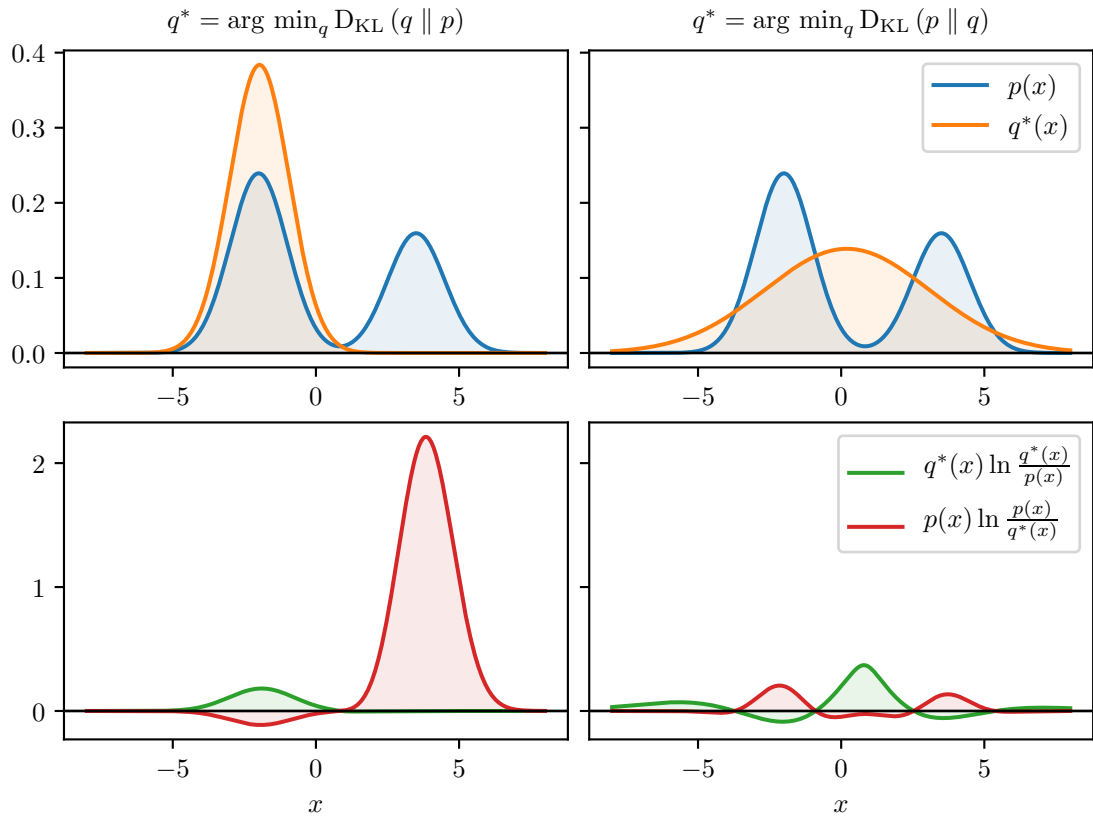 q* = arg min_q D_KL (q ∥ p)
q* = arg min_q D_KL (p ∥ q)
0.4
0.3
0.2
0.1
0.0
−5 0 5
p(x)
q*(x)
−5 0 5
2
1
0
−5 0 5
x
q*(x) ln q*(x)/p(x)
p(x) ln p(x)/q*(x)
−5 0 5
x